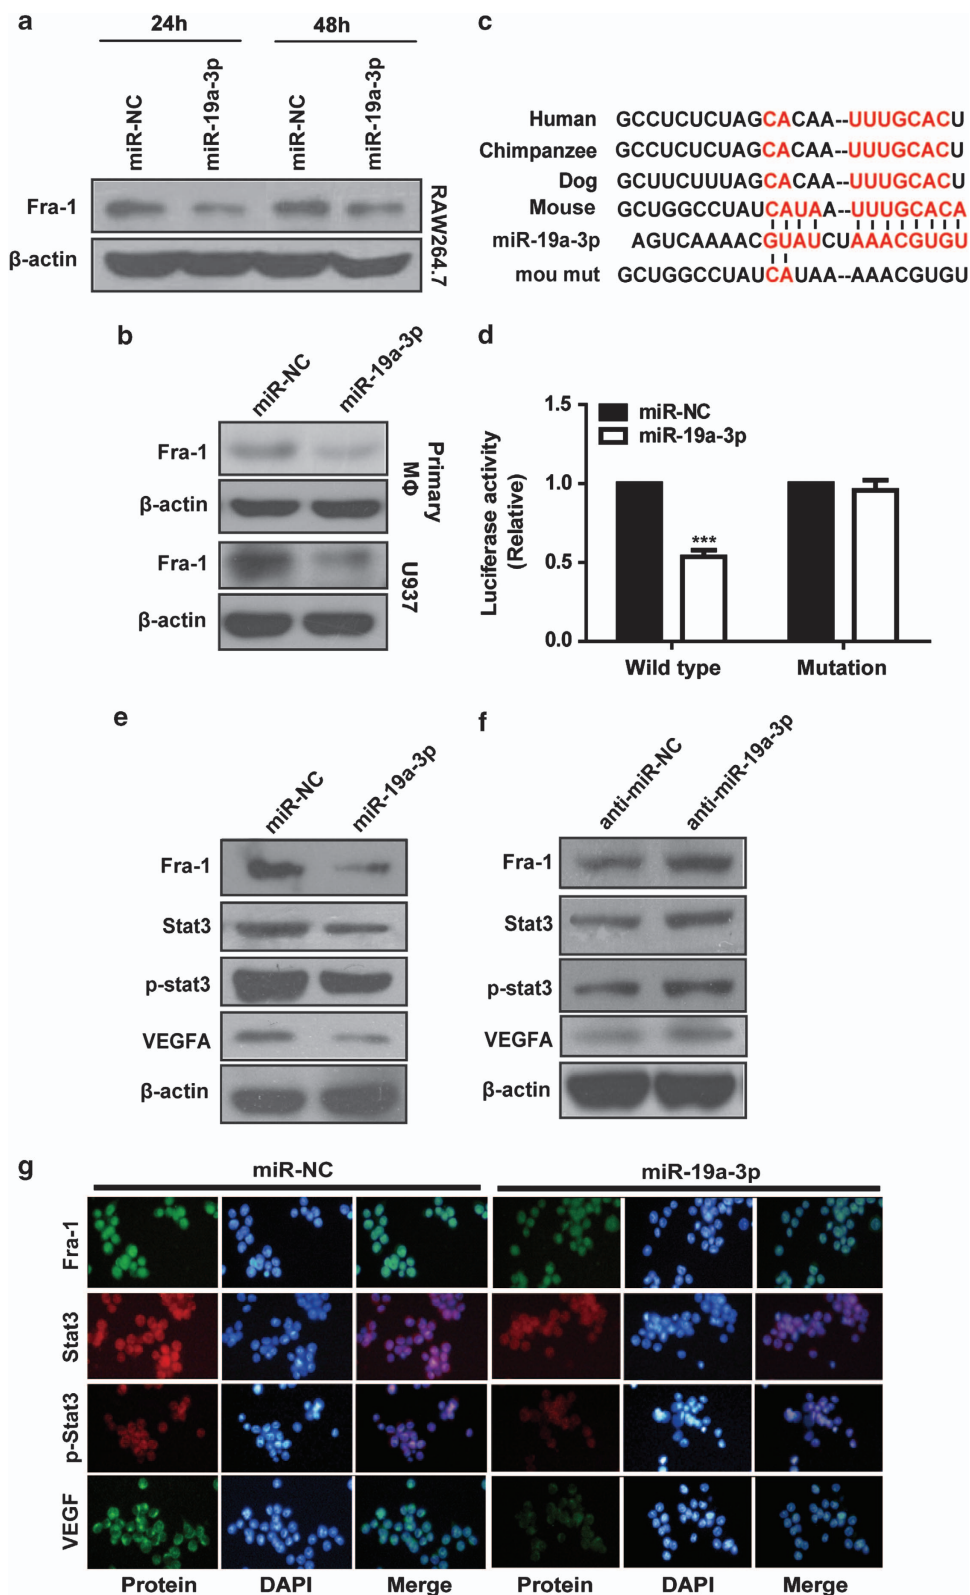 a
24h 48h
miR-NC miR-19a-3p miR-NC miR-19a-3p
Fra-1
β-actin
RAW264.7
b
miR-NC miR-19a-3p
Fra-1
β-actin
Primary
MΦ
Fra-1
β-actin
U937
c
Human GCCUCUCUAGCACAA--UUUGCACU
Chimpanzee GCCUCUCUAGCACAA--UUUGCACU
Dog GCUUCUUUAGCACAA--UUUGCACU
Mouse GCUGGCCUAUCAUAA--UUUGCACA
miR-19a-3p AGUCAAAACGUAUCUAAACGUGU
mou mut GCUGGCCUAUCAUAA--AAACGUGU
d
Luciferase activity
(Relative)
1.5
1.0
0.5
0.0
miR-NC
miR-19a-3p
***
Wild type Mutation
e
miR-NC miR-19a-3p
Fra-1
Stat3
p-stat3
VEGFA
β-actin
f
anti-miR-NC anti-miR-19a-3p
Fra-1
Stat3
p-stat3
VEGFA
β-actin
g
miR-NC miR-19a-3p
Fra-1
Stat3
p-Stat3
VEGF
Protein DAPI Merge Protein DAPI Merge